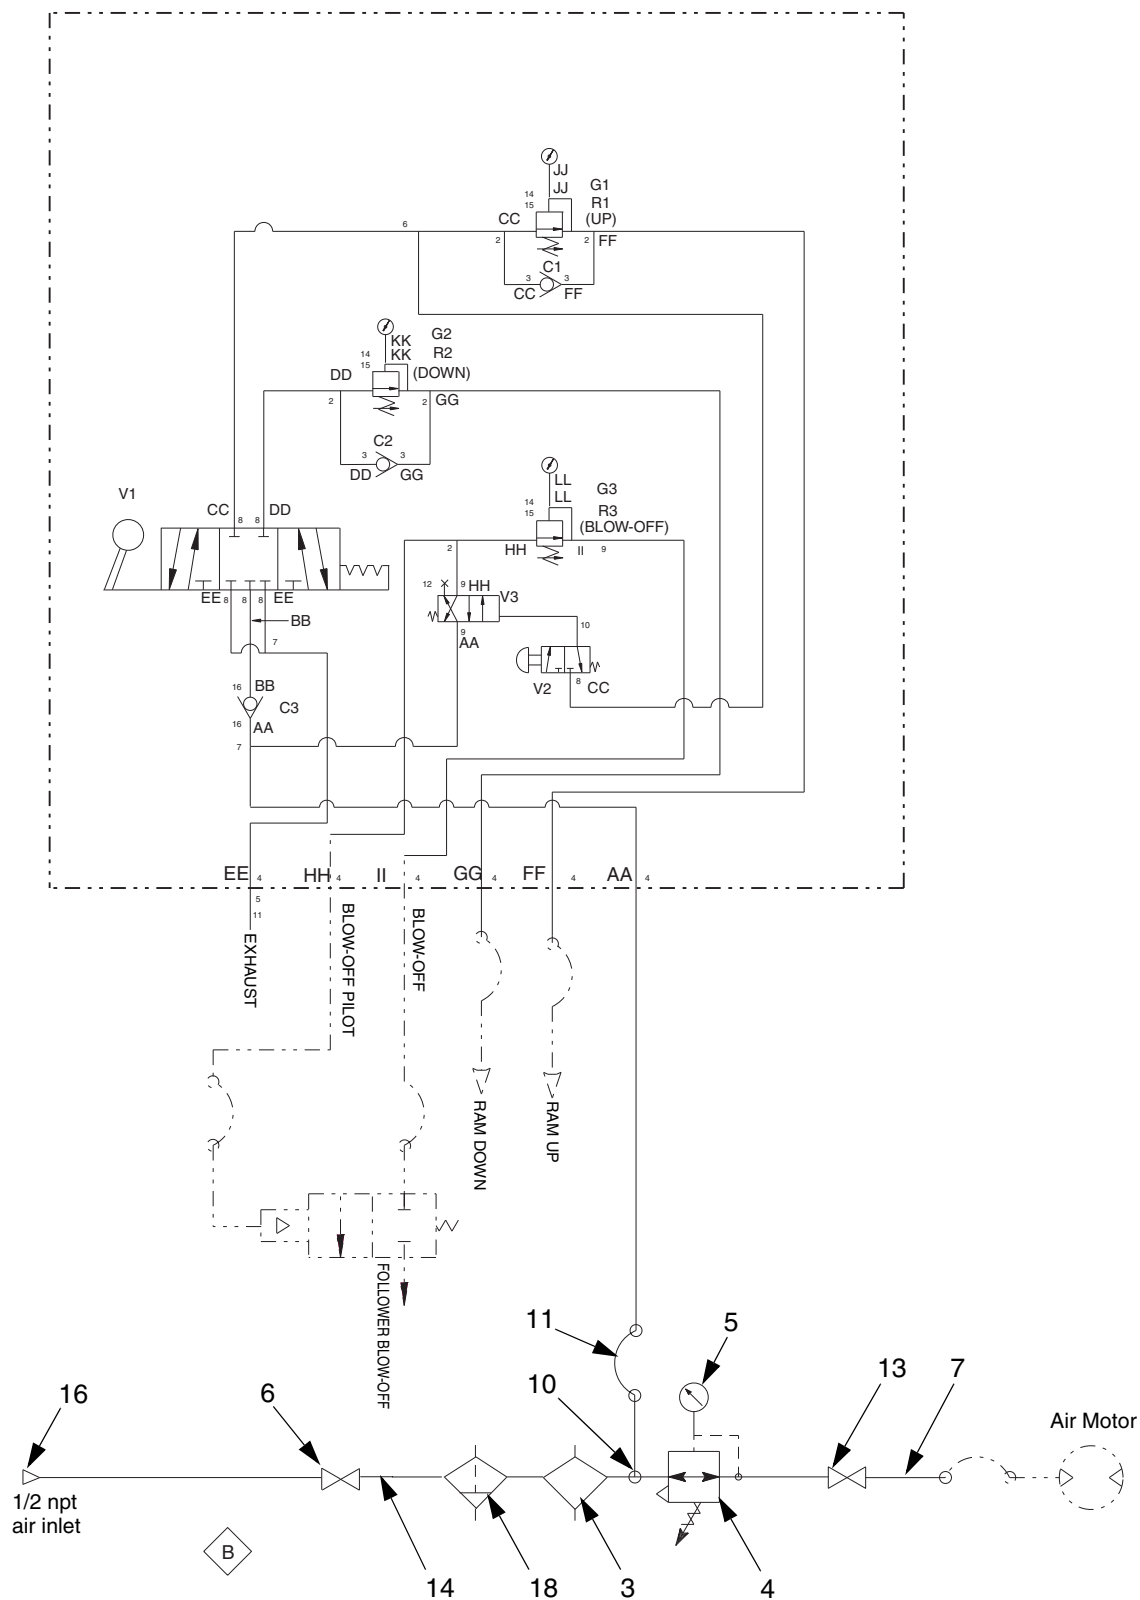 JJ
JJ G1
14
15 R1
6 CC (UP)
2 2 FF
C1
3 3
CC FF
KK G2
14 KK R2
15
DD (DOWN)
2 2 GG
C2
3 3
DD GG
LL G3
14 LL
15 R3
(BLOW-OFF)
V1
CC 8 8 DD
2 HH II 9
12 9 HH V3
EE 8 8 8 EE
BB
7
9
AA
10
V2 8 CC
16 BB
C3
16 AA
7
EE 4 HH 4 II 4 GG 4 FF 4 AA 4
5
11
EXHAUST
BLOW-OFF PILOT
BLOW-OFF
RAM DOWN
RAM UP
FOLLOWER BLOW-OFF
11 5
16 6 10 13 7
Air Motor
1/2 npt
air inlet
B
14 18 3 4